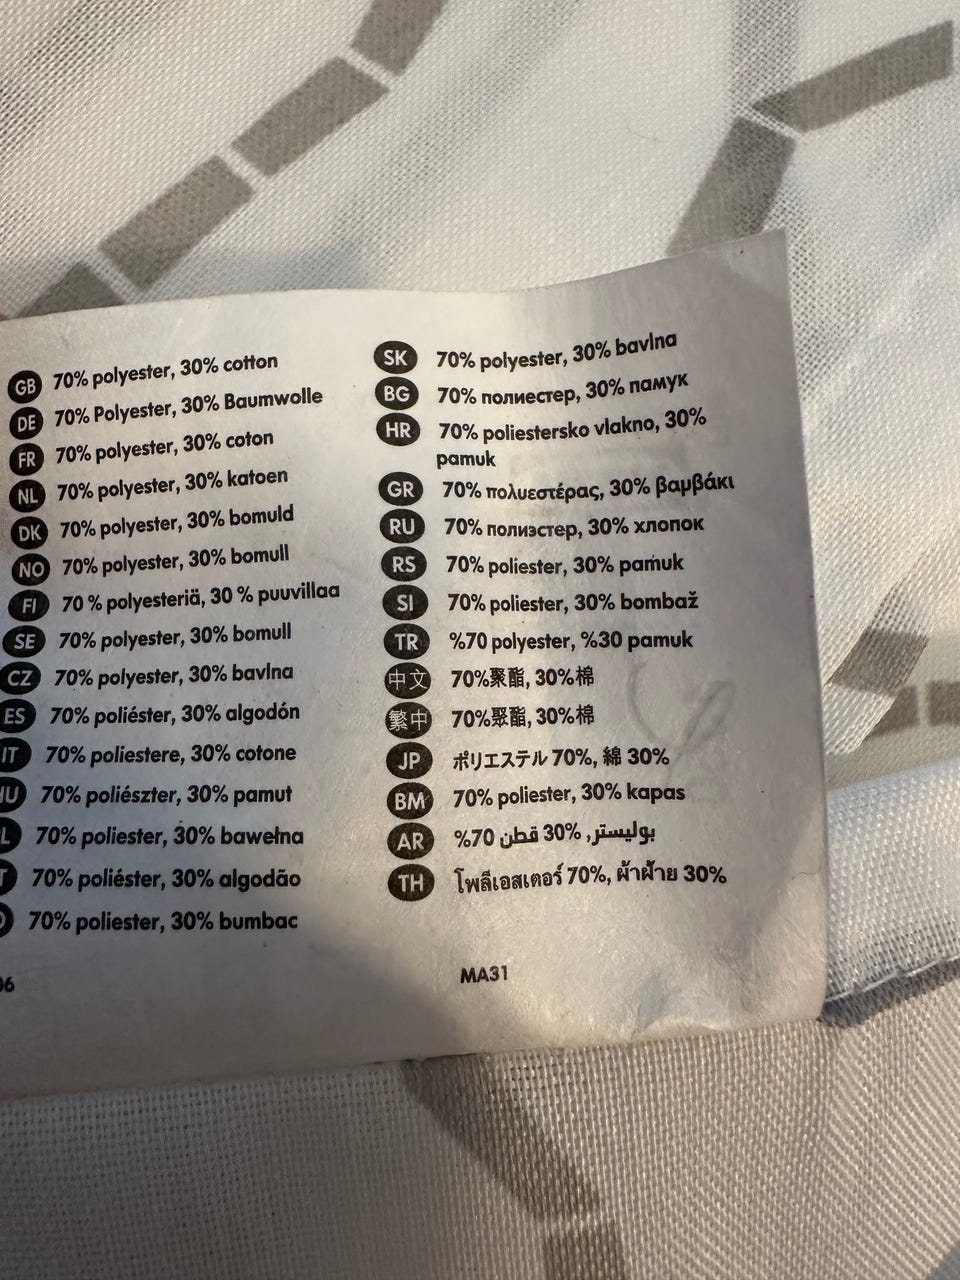 GB 70% polyester, 30% cotton
DE 70% Polyester, 30% Baumwolle
FR 70% polyester, 30% coton
NL 70% polyester, 30% katoen
DK 70% polyester, 30% bomuld
NO 70% polyester, 30% bomull
FI 70 % polyesteriä, 30 % puuvillaa
SE 70% polyester, 30% bomull
CZ 70% polyester, 30% bavlna
ES 70% poliéster, 30% algodón
IT 70% poliestere, 30% cotone
HU 70% poliészter, 30% pamut
L 70% poliester, 30% bawełna
T 70% poliéster, 30% algodão
70% poliester, 30% bumbac
06
SK 70% polyester, 30% bavlna
BG 70% полиестер, 30% памук
HR 70% poliestersko vlakno, 30%
pamuk
GR 70% πολυεστέρας, 30% βαμβάκι
RU 70% полиэстер, 30% хлопок
RS 70% poliester, 30% pamuk
SI 70% poliester, 30% bombaž
TR %70 polyester, %30 pamuk
中文 70%聚酯, 30%棉
繁中 70%聚酯, 30%棉
JP ポリエステル 70%, 綿 30%
BM 70% poliester, 30% kapas
AR %70 بوليستر, %30 قطن
TH โพลีเอสเตอร์ 70%, ผ้าฝ้าย 30%
MA31